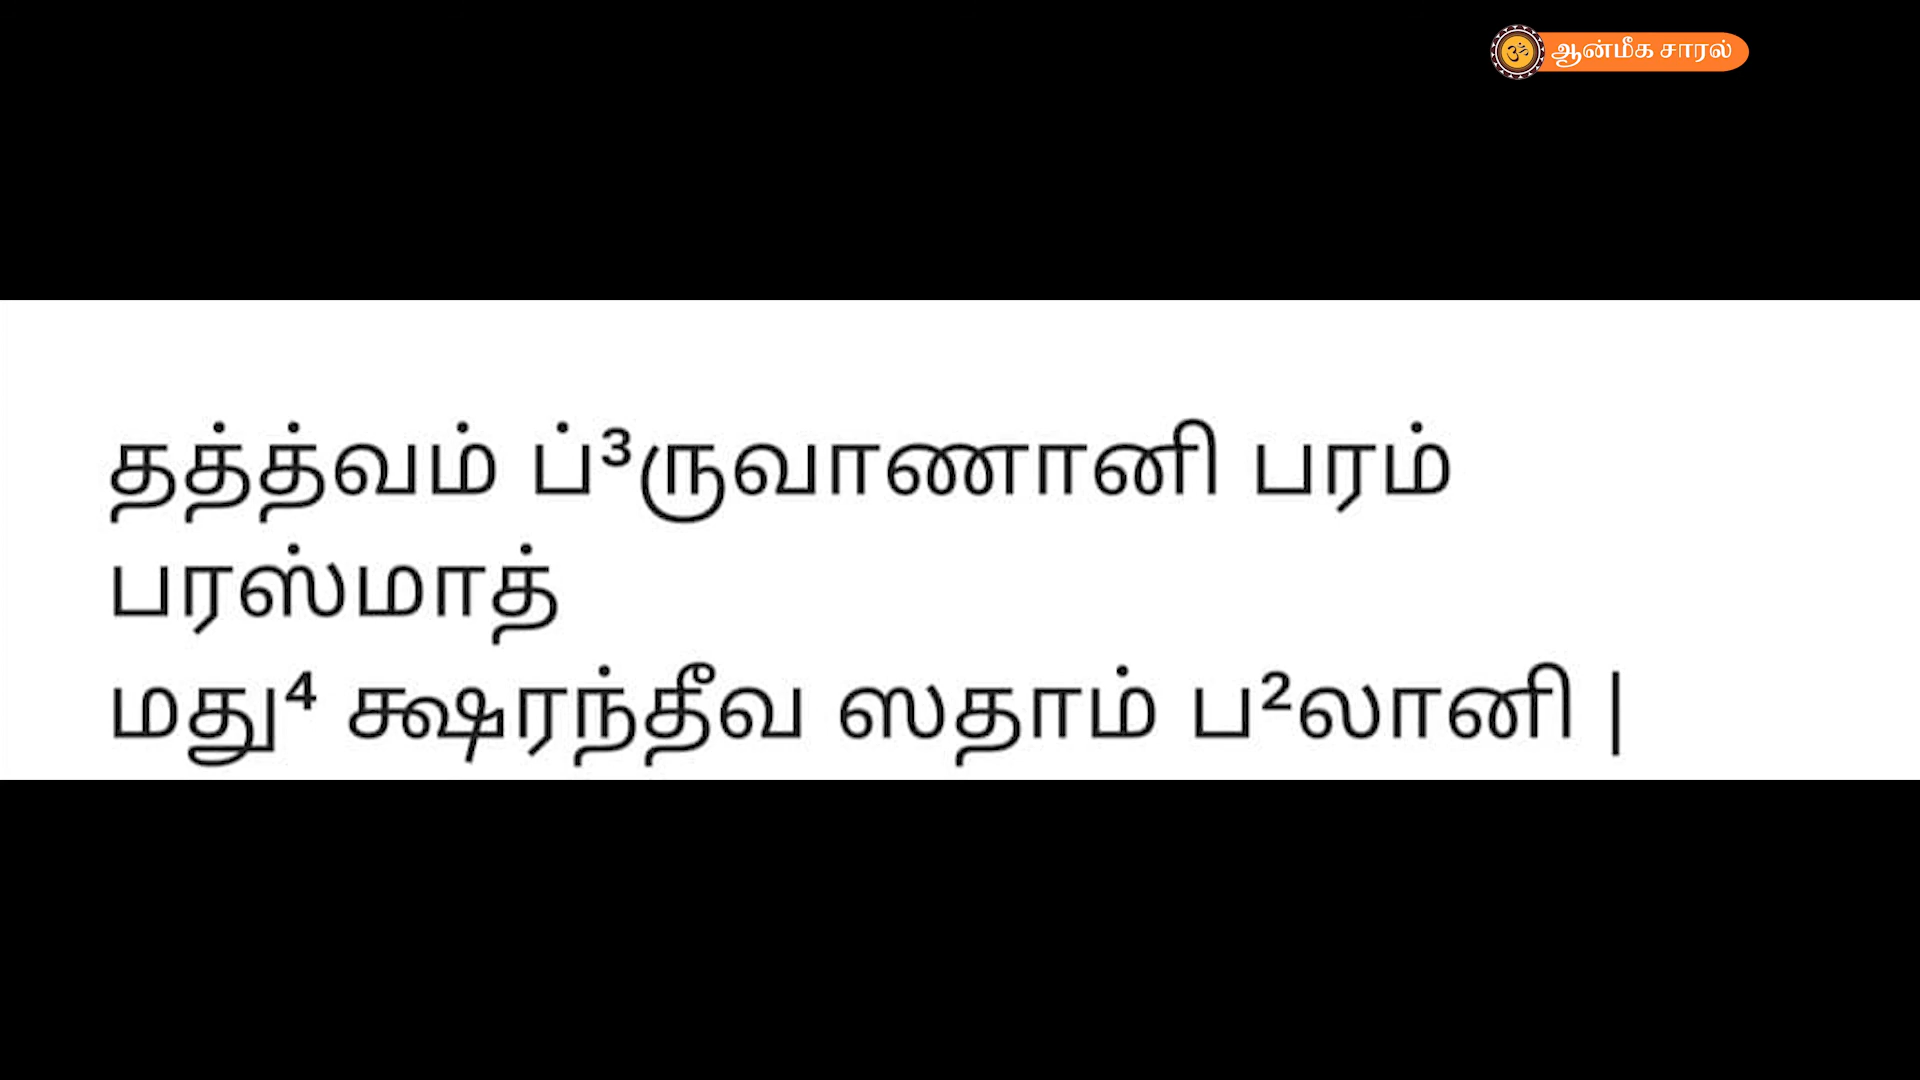 ஆன்மீக சாரல்
தத்த்வம் ப்³ருவாணானி பரம்
பரஸ்மாத்
மது⁴ க்ஷரந்தீவ ஸதாம் ப²லானி |